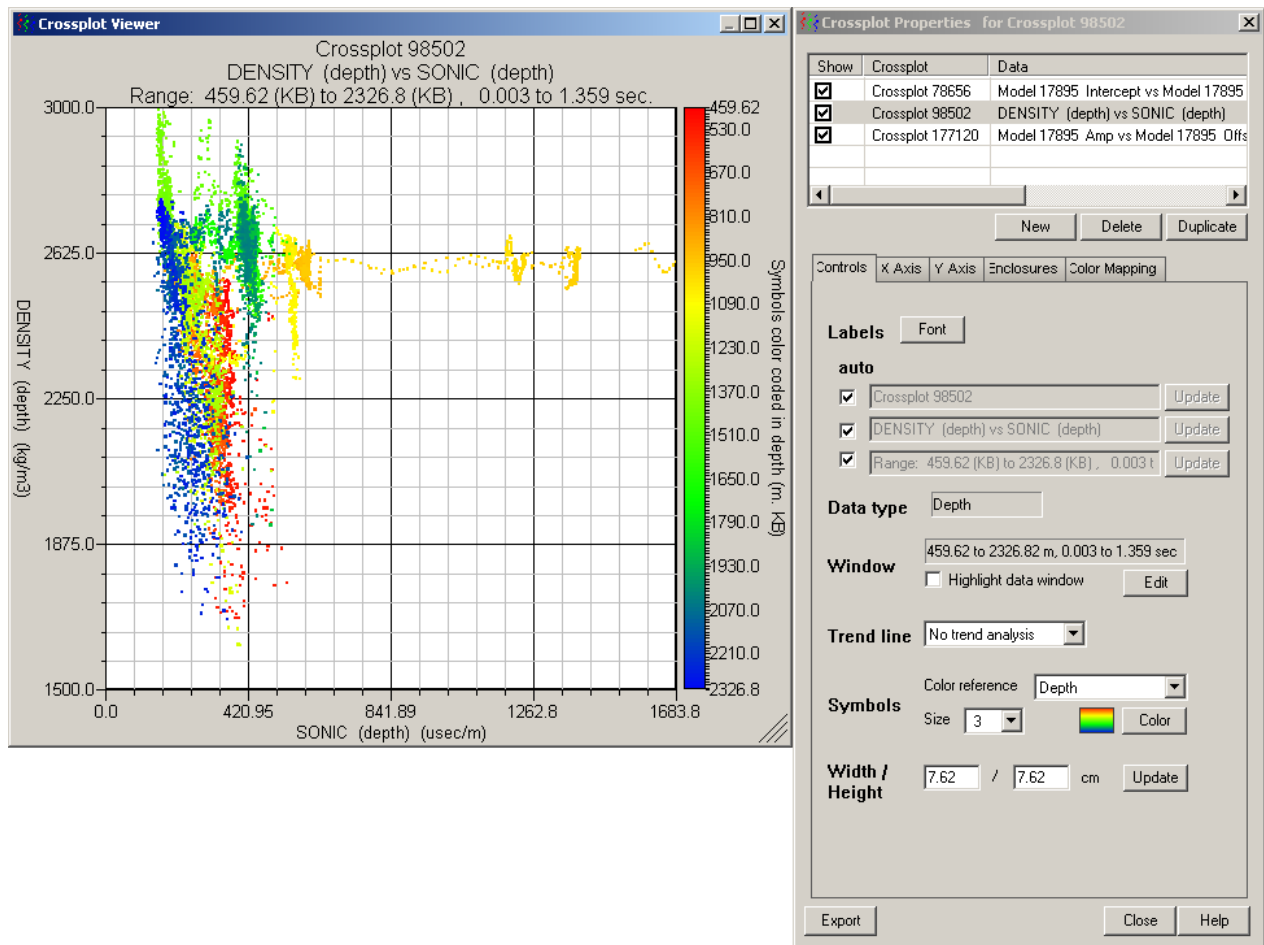 Crossplot Viewer
Crossplot 98502
DENSITY (depth) vs SONIC (depth)
Range: 459.62 (KB) to 2326.8 (KB) , 0.003 to 1.359 sec.
3000.0
2625.0
2250.0
1875.0
1500.0
DENSITY (depth) (kg/m3)
0.0
420.95
841.89
1262.8
1683.8
SONIC (depth) (usec/m)
459.62
530.0
670.0
810.0
950.0
1090.0
1230.0
1370.0
1510.0
1650.0
1790.0
1930.0
2070.0
2210.0
2326.8
Symbols color coded in depth (m. KB)
Crossplot Properties for Crossplot 98502
Show Crossplot Data
Crossplot 78656 Model 17895 Intercept vs Model 17895
Crossplot 98502 DENSITY (depth) vs SONIC (depth)
Crossplot 177120 Model 17895 Amp vs Model 17895 Offs
New Delete Duplicate
Controls X Axis Y Axis Enclosures Color Mapping
Labels Font
auto
Crossplot 98502 Update
DENSITY (depth) vs SONIC (depth) Update
Range: 459.62 (KB) to 2326.8 (KB) , 0.003 t Update
Data type Depth
Window 459.62 to 2326.82 m, 0.003 to 1.359 sec
Highlight data window Edit
Trend line No trend analysis
Symbols Color reference Depth
Size 3 Color
Width / Height 7.62 / 7.62 cm Update
Export Close Help